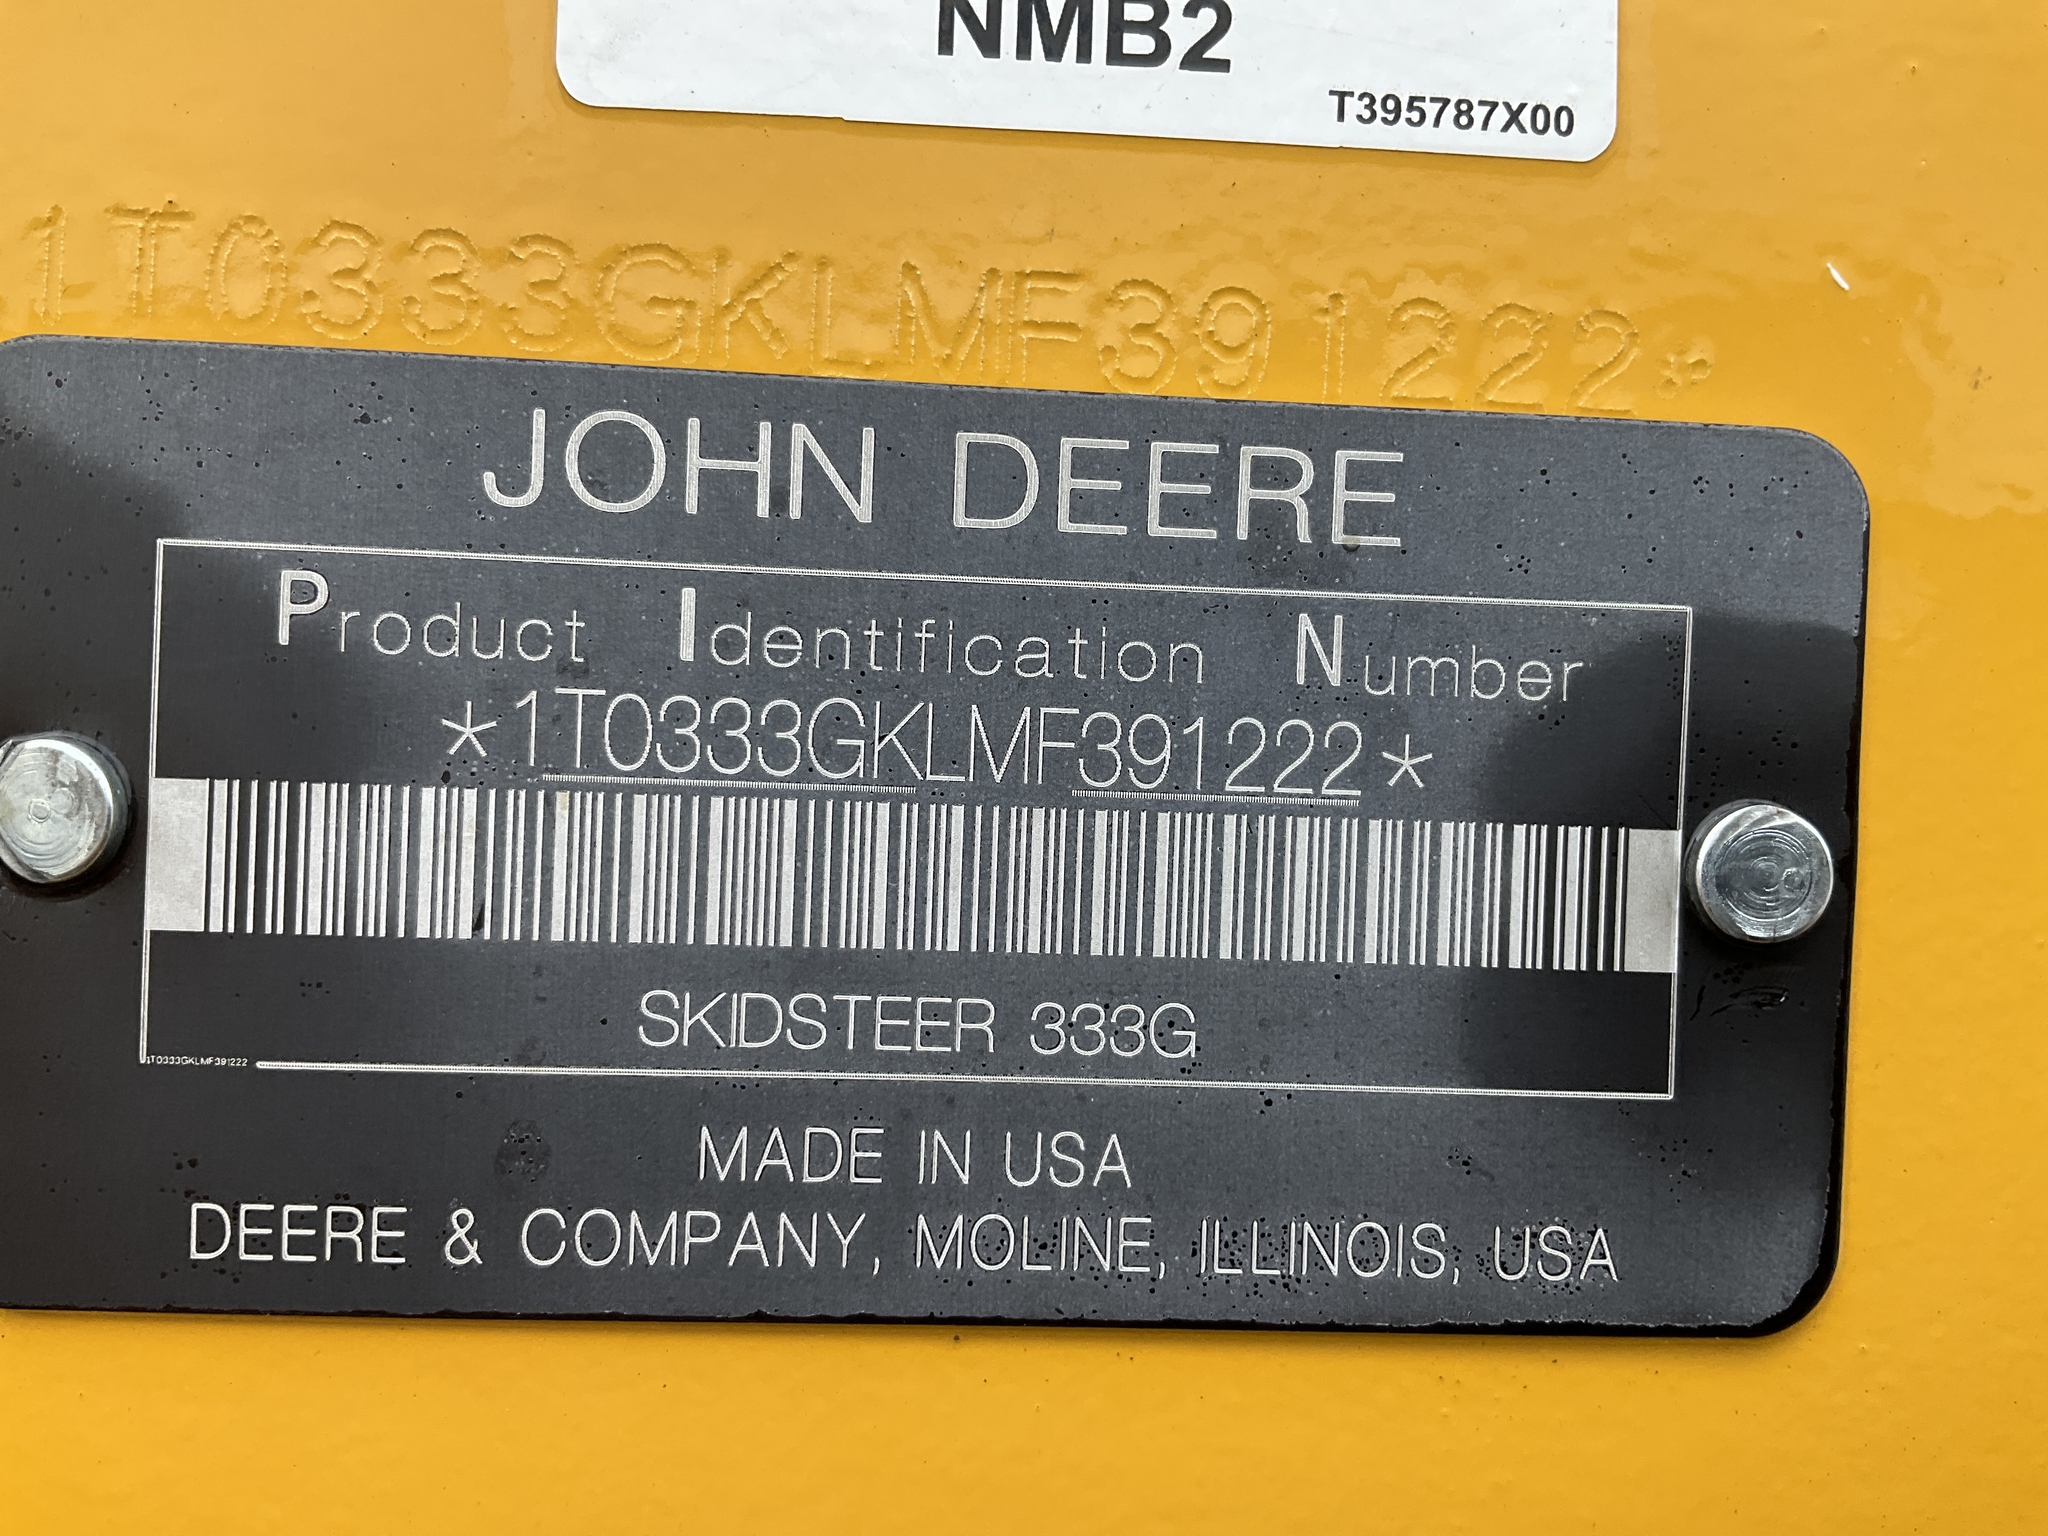 NMB2
T395787X00
1T0333GKLMF391222*
JOHN DEERE
Product Identification Number
*1T0333GKLMF391222*
SKIDSTEER 333G
1T0333GKLMF391222
MADE IN USA
DEERE & COMPANY, MOLINE, ILLINOIS, USA